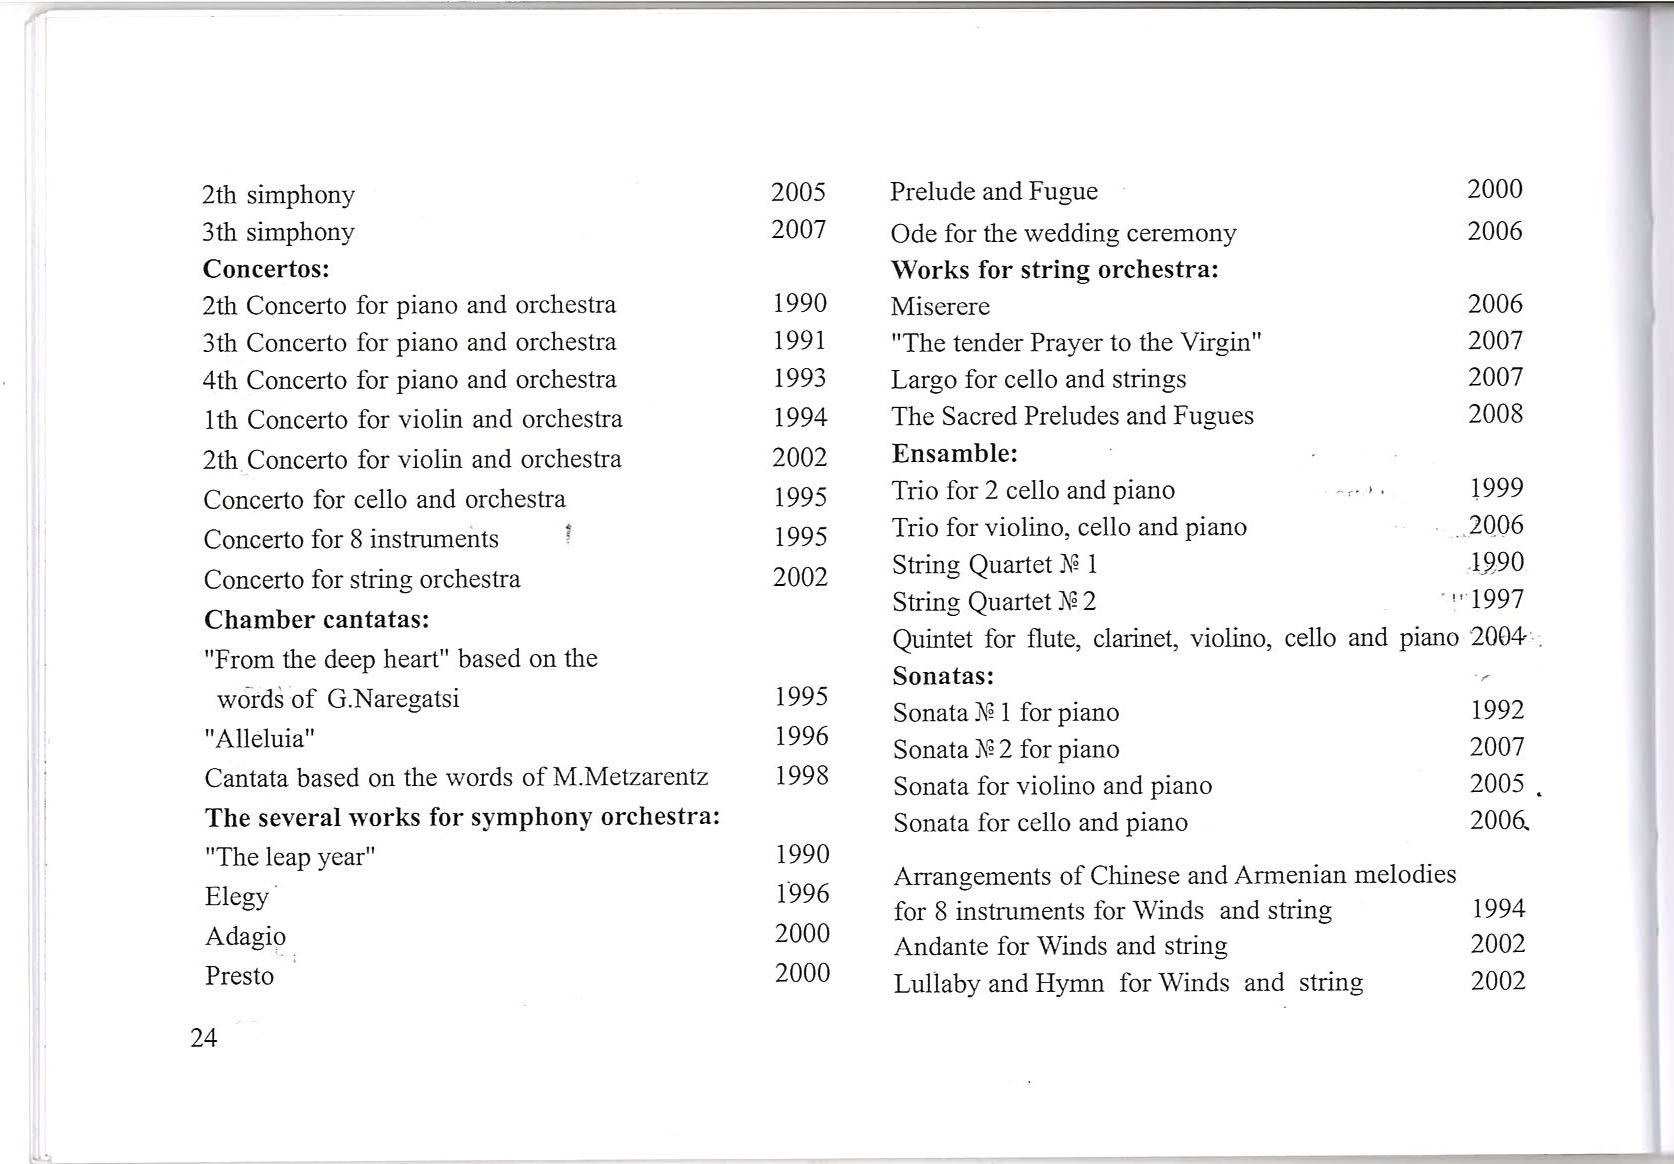 2th simphony 2005
3th simphony 2007
Concertos:
2th Concerto for piano and orchestra 1990
3th Concerto for piano and orchestra 1991
4th Concerto for piano and orchestra 1993
1th Concerto for violin and orchestra 1994
2th Concerto for violin and orchestra 2002
Concerto for cello and orchestra 1995
Concerto for 8 instruments 1995
Concerto for string orchestra 2002
Chamber cantatas:
"From the deep heart" based on the
words of G.Naregatsi 1995
"Alleluia" 1996
Cantata based on the words of M.Metzarentz 1998
The several works for symphony orchestra:
"The leap year" 1990
Elegy 1996
Adagio 2000
Presto 2000
24
Prelude and Fugue 2000
Ode for the wedding ceremony 2006
Works for string orchestra:
Miserere 2006
"The tender Prayer to the Virgin" 2007
Largo for cello and strings 2007
The Sacred Preludes and Fugues 2008
Ensamble:
Trio for 2 cello and piano 1999
Trio for violino, cello and piano 2006
String Quartet № 1 1990
String Quartet № 2 1997
Quintet for flute, clarinet, violino, cello and piano 2004
Sonatas:
Sonata № 1 for piano 1992
Sonata № 2 for piano 2007
Sonata for violino and piano 2005
Sonata for cello and piano 2006
Arrangements of Chinese and Armenian melodies
for 8 instruments for Winds and string 1994
Andante for Winds and string 2002
Lullaby and Hymn for Winds and string 2002